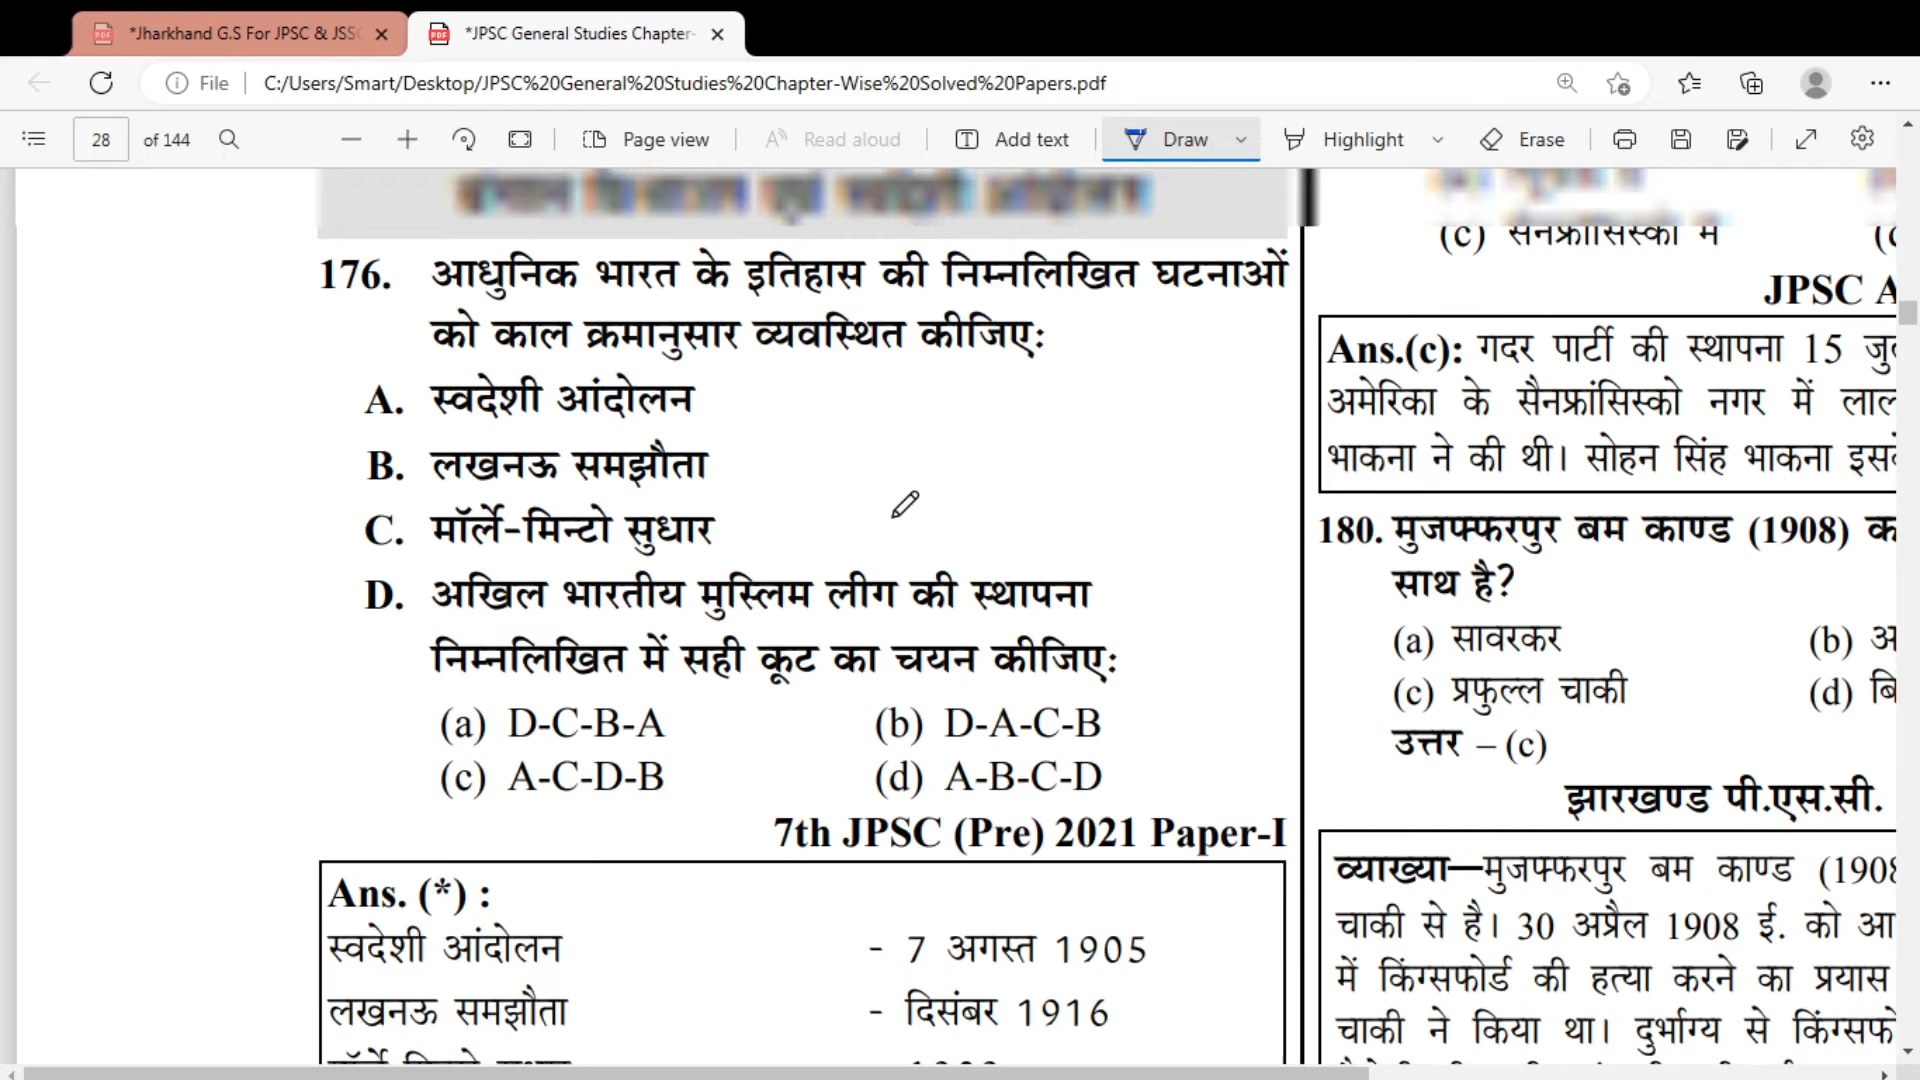 *Jharkhand G.S For JPSC & JSSC
*JPSC General Studies Chapter-
File
C:/Users/Smart/Desktop/JPSC%20General%20Studies%20Chapter-Wise%20Solved%20Papers.pdf
28 of 144
Page view
Read aloud
Add text
Draw
Highlight
Erase
176. आधुनिक भारत के इतिहास की निम्नलिखित घटनाओं
को काल क्रमानुसार व्यवस्थित कीजिए:
A. स्वदेशी आंदोलन
B. लखनऊ समझौता
C. मॉर्ले-मिन्टो सुधार
D. अखिल भारतीय मुस्लिम लीग की स्थापना
निम्नलिखित में सही कूट का चयन कीजिए:
(a) D-C-B-A (b) D-A-C-B
(c) A-C-D-B (d) A-B-C-D
7th JPSC (Pre) 2021 Paper-I
Ans. (*) :
स्वदेशी आंदोलन - 7 अगस्त 1905
लखनऊ समझौता - दिसंबर 1916
(c) सैनफ्रांसिस्को में
JPSC A
Ans.(c): गदर पार्टी की स्थापना 15
अमेरिका के सैनफ्रांसिस्को नगर में
भाकना ने की थी। सोहन सिंह भाकना
180. मुजफ्फरपुर बम काण्ड (1908)
साथ है?
(a) सावरकर (b)
(c) प्रफुल्ल चाकी (d)
उत्तर – (c)
झारखण्ड पी.एस.सी.
व्याख्या—मुजफ्फरपुर बम काण्ड (1908
चाकी से है। 30 अप्रैल 1908 ई. को
में किंग्सफोर्ड की हत्या करने का प्रयास
चाकी ने किया था। दुर्भाग्य से